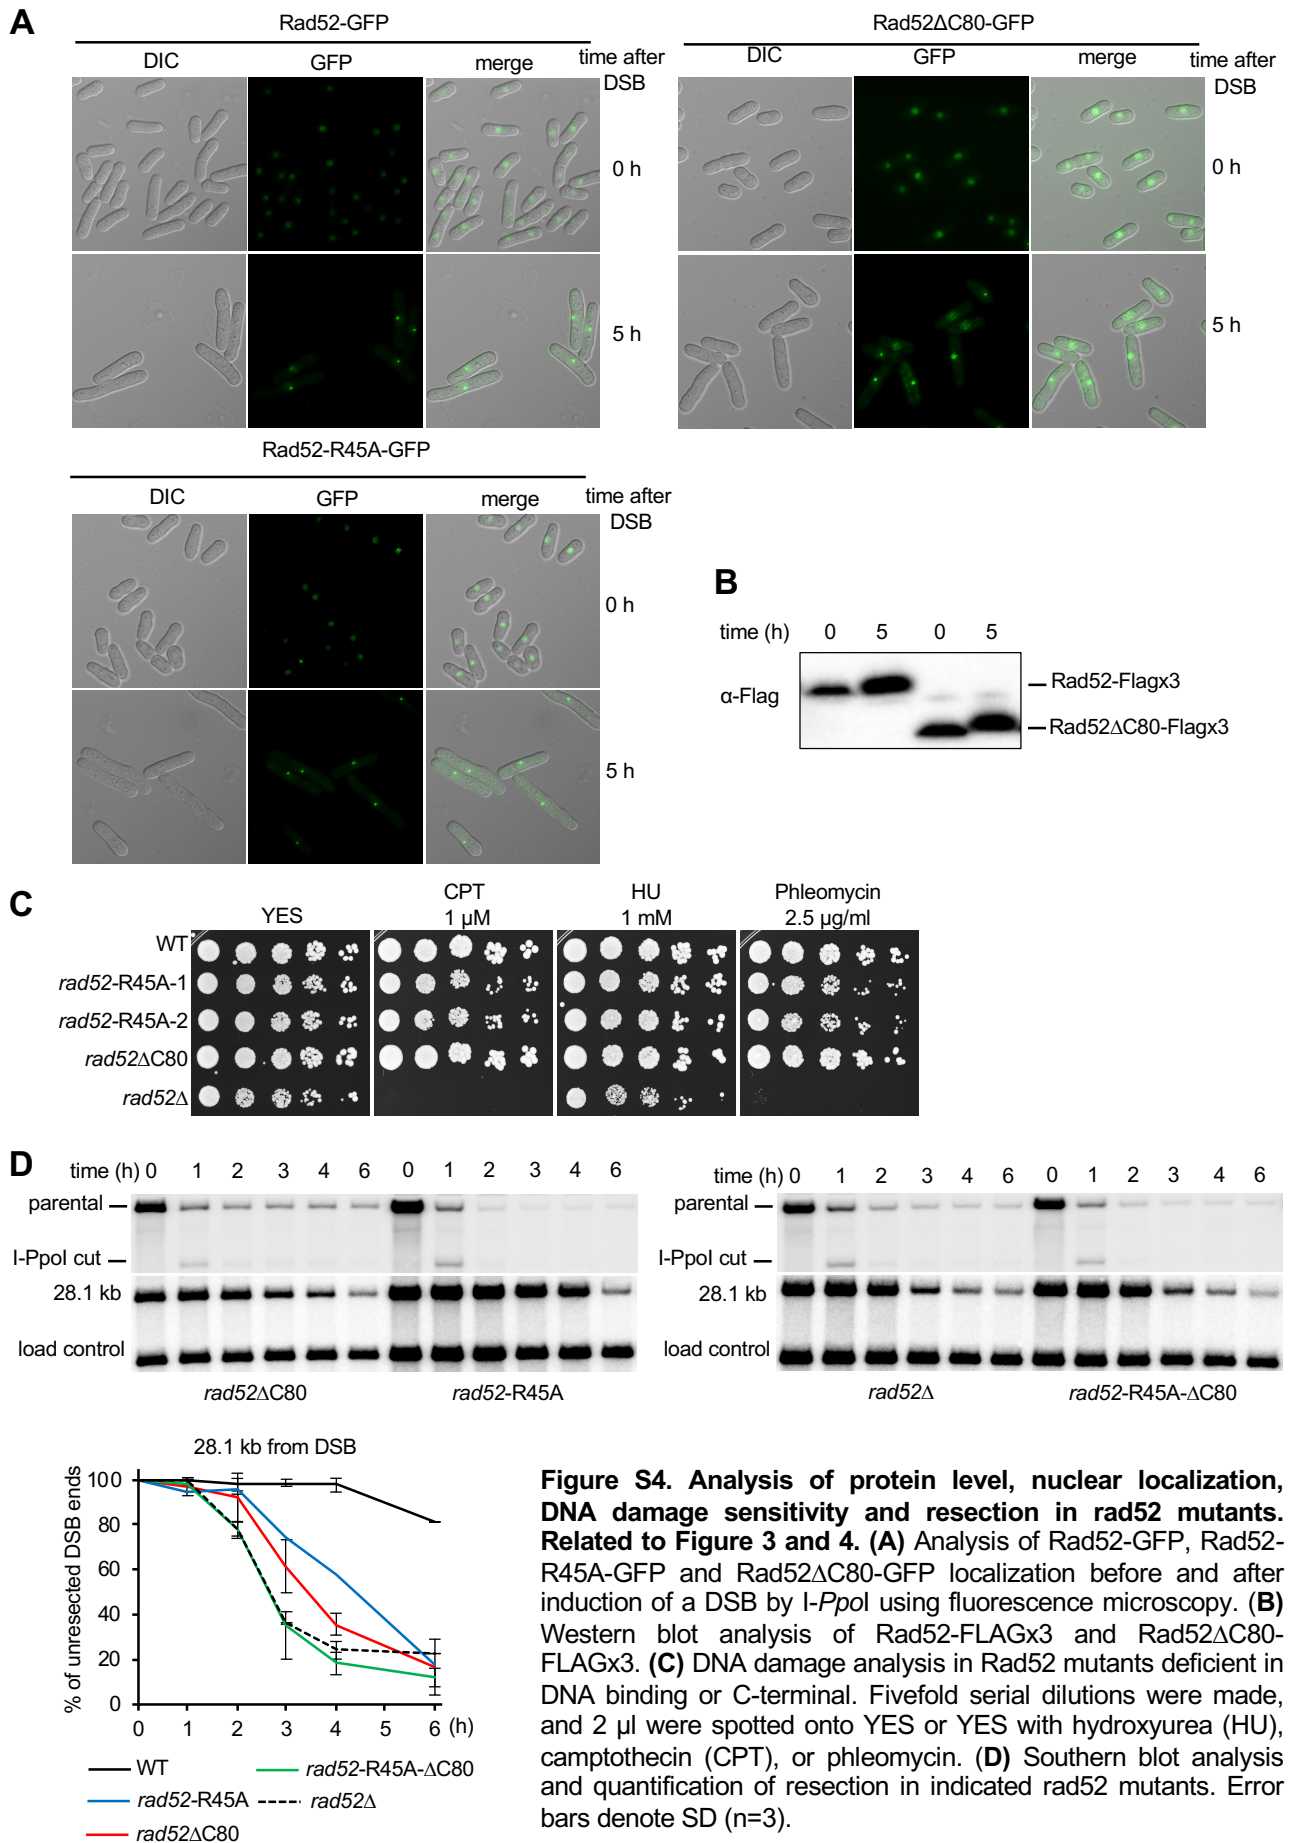 A
Rad52-GFP
DIC GFP merge time after DSB
0 h
5 h
Rad52ΔC80-GFP
DIC GFP merge time after DSB
0 h
5 h
Rad52-R45A-GFP
DIC GFP merge time after DSB
0 h
5 h
B
time (h) 0 5 0 5
α-Flag
Rad52-Flagx3
Rad52ΔC80-Flagx3
C
YES
CPT 1 µM
HU 1 mM
Phleomycin 2.5 µg/ml
WT
rad52-R45A-1
rad52-R45A-2
rad52ΔC80
rad52Δ
D
time (h) 0 1 2 3 4 6 0 1 2 3 4 6
parental
I-PpoI cut
28.1 kb
load control
rad52ΔC80 rad52-R45A
time (h) 0 1 2 3 4 6 0 1 2 3 4 6
parental
I-PpoI cut
28.1 kb
load control
rad52Δ rad52-R45A-ΔC80
28.1 kb from DSB
% of unresected DSB ends
100
80
60
40
20
0
0 1 2 3 4 5 6 (h)
WT
rad52-R45A-ΔC80
rad52-R45A
rad52Δ
rad52ΔC80
Figure S4. Analysis of protein level, nuclear localization,
DNA damage sensitivity and resection in rad52 mutants.
Related to Figure 3 and 4. (A) Analysis of Rad52-GFP, Rad52-
R45A-GFP and Rad52ΔC80-GFP localization before and after
induction of a DSB by I-PpoI using fluorescence microscopy. (B)
Western blot analysis of Rad52-FLAGx3 and Rad52ΔC80-
FLAGx3. (C) DNA damage analysis in Rad52 mutants deficient in
DNA binding or C-terminal. Fivefold serial dilutions were made,
and 2 µl were spotted onto YES or YES with hydroxyurea (HU),
camptothecin (CPT), or phleomycin. (D) Southern blot analysis
and quantification of resection in indicated rad52 mutants. Error
bars denote SD (n=3).